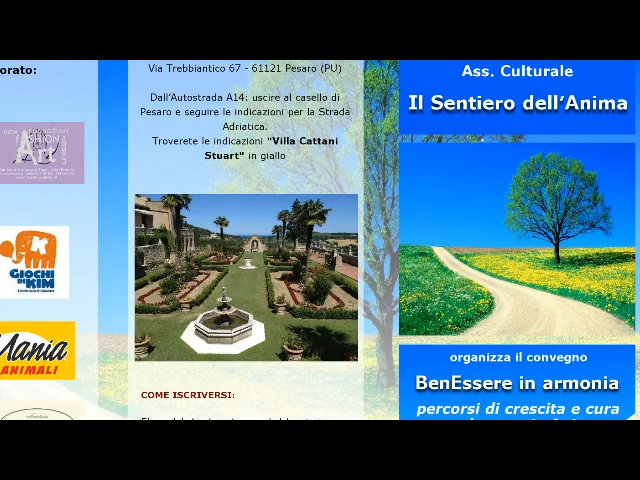 orato:
new
FASHION
Art
GIOCHI
DI
KIM
Mania
ANIMALI
Via Trebbiantico 67 - 61121 Pesaro (PU)
Dall'Autostrada A14: uscire al casello di
Pesaro e seguire le indicazioni per la Strada
Adriatica.
Troverete le indicazioni "Villa Cattani
Stuart" in giallo
COME ISCRIVERSI:
Ass. Culturale
Il Sentiero dell'Anima
organizza il convegno
BenEssere in armonia
percorsi di crescita e cura